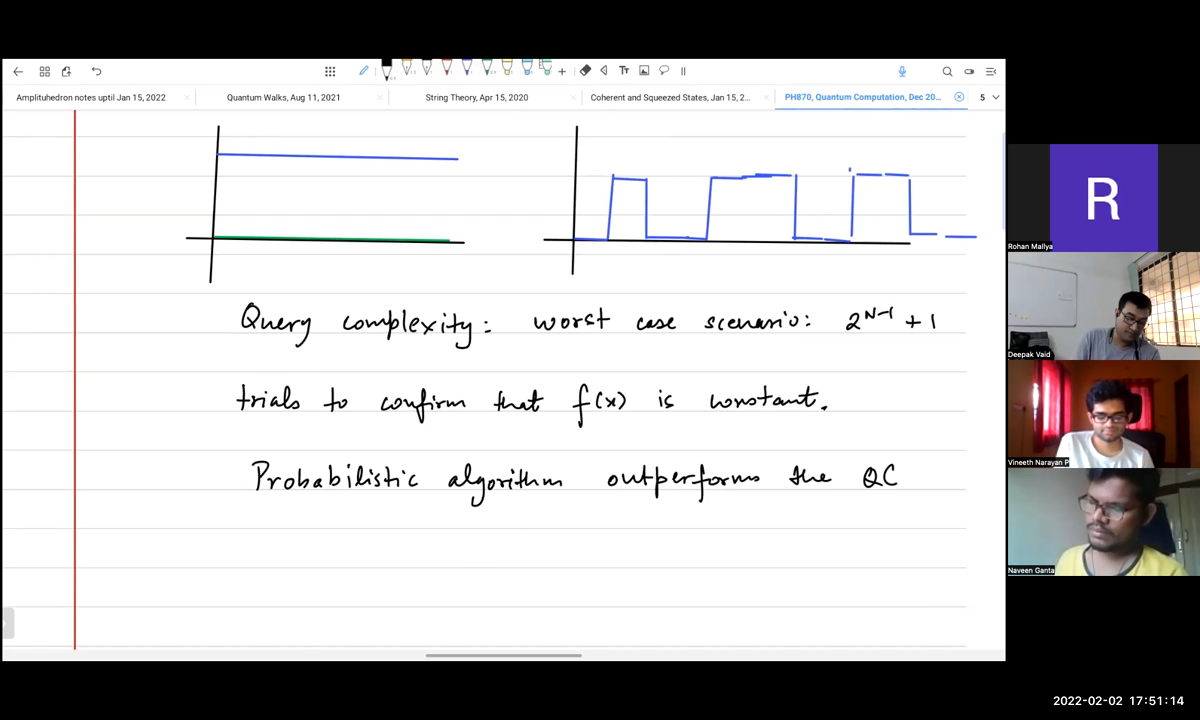 Amplituhedron notes uptil Jan 15, 2022
Quantum Walks, Aug 11, 2021
String Theory, Apr 15, 2020
Coherent and Squeezed States, Jan 15, 2...
PH870, Quantum Computation, Dec 20...
5
Tт
R
Rohan Mallya
Deepak Vaid
Vineeth Narayan P
Naveen Ganta
Query complexity: worst case scenario: 2^{N-1} + 1
trials to confirm that f(x) is constant.
Probabilistic algorithm outperforms the QC
2022-02-02 17:51:14